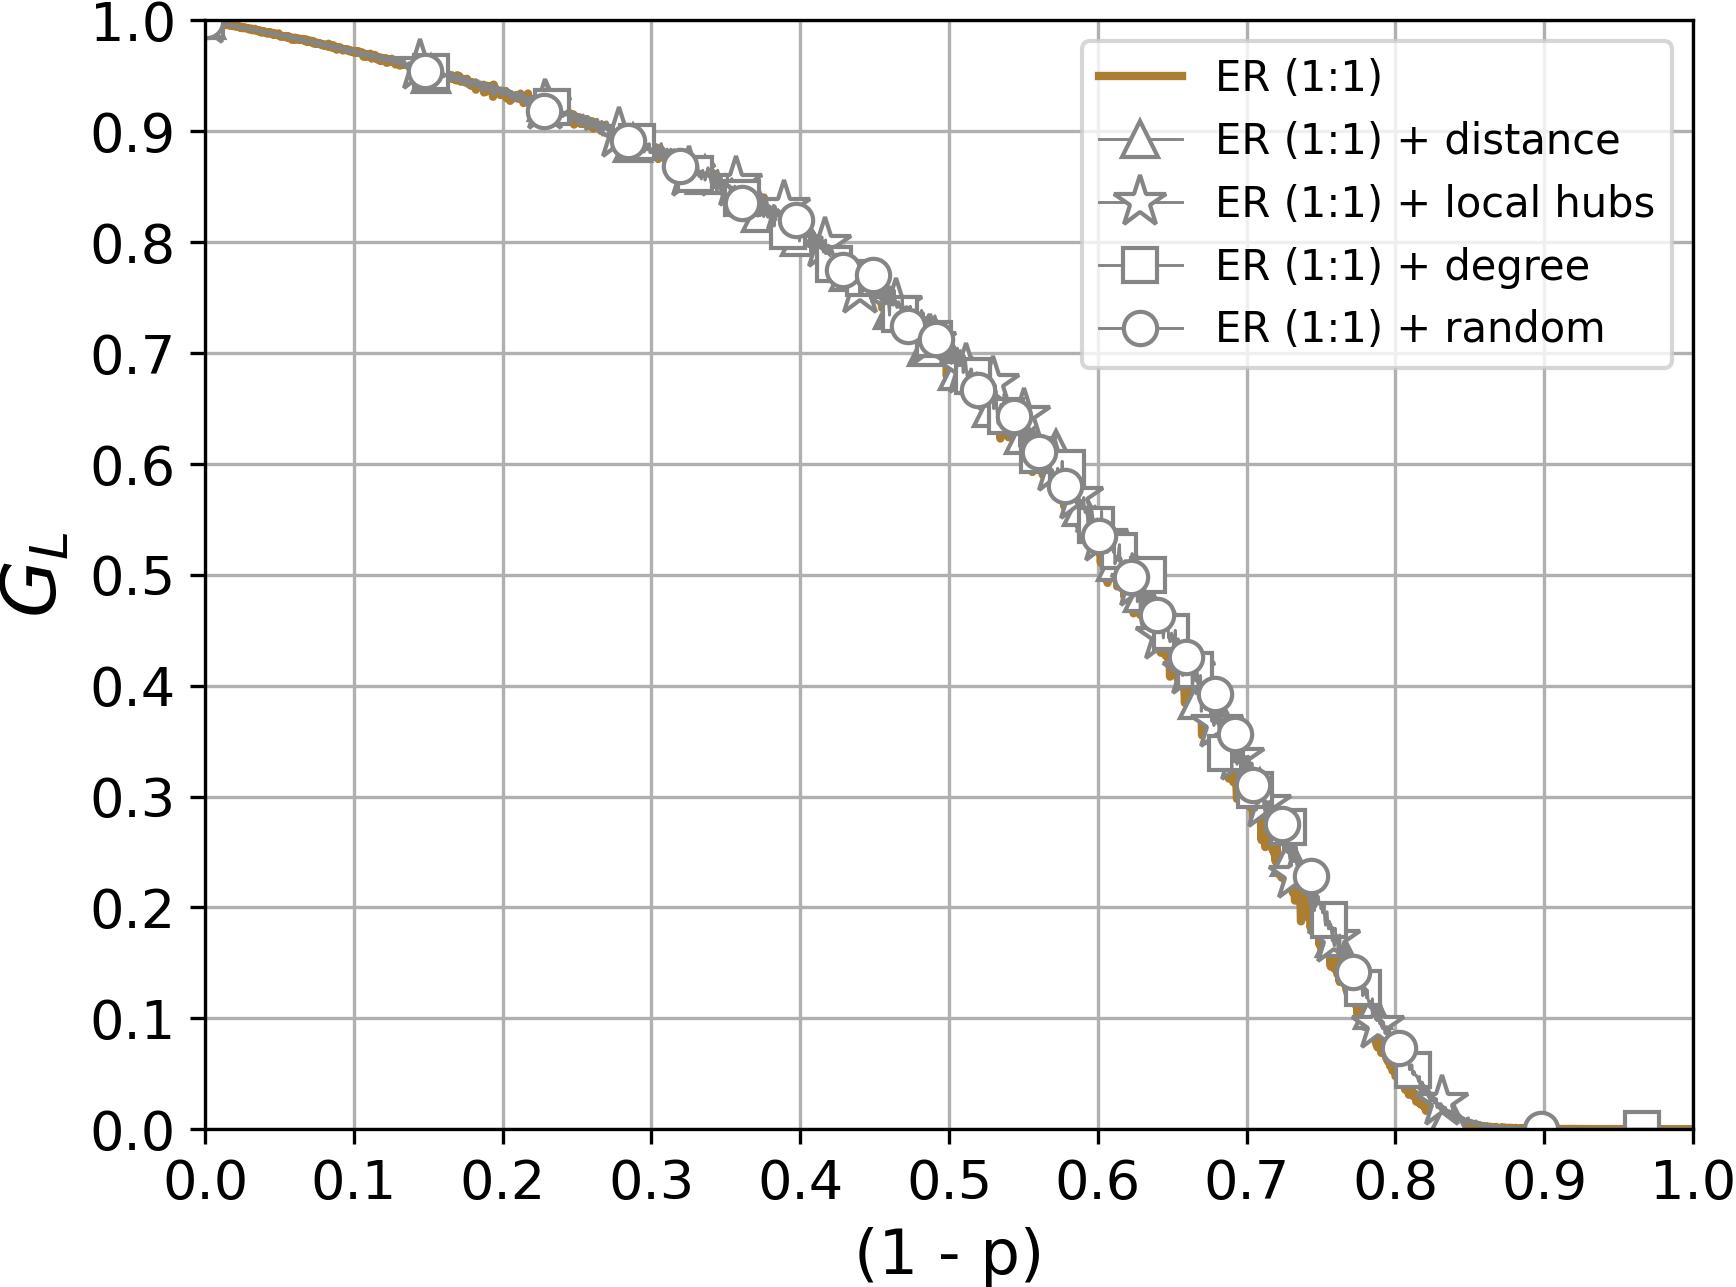 1.0
0.9
0.8
0.7
0.6
0.5
0.4
0.3
0.2
0.1
0.0
G_L
ER (1:1)
ER (1:1) + distance
ER (1:1) + local hubs
ER (1:1) + degree
ER (1:1) + random
0.0 0.1 0.2 0.3 0.4 0.5 0.6 0.7 0.8 0.9 1.0
(1 - p)